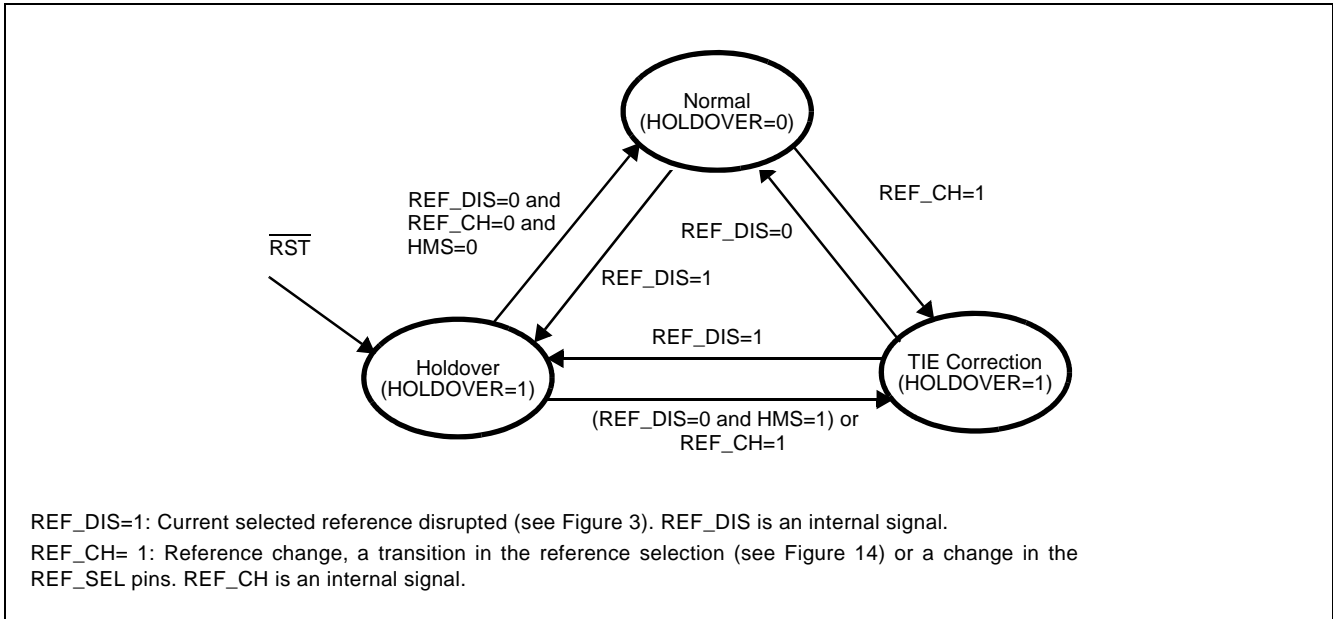 Normal
(HOLDOVER=0)
REF_DIS=0 and
REF_CH=0 and
HMS=0
REF_CH=1
RST
REF_DIS=0
REF_DIS=1
REF_DIS=1
Holdover
(HOLDOVER=1)
TIE Correction
(HOLDOVER=1)
(REF_DIS=0 and HMS=1) or
REF_CH=1
REF_DIS=1: Current selected reference disrupted (see Figure 3). REF_DIS is an internal signal.
REF_CH= 1: Reference change, a transition in the reference selection (see Figure 14) or a change in the
REF_SEL pins. REF_CH is an internal signal.